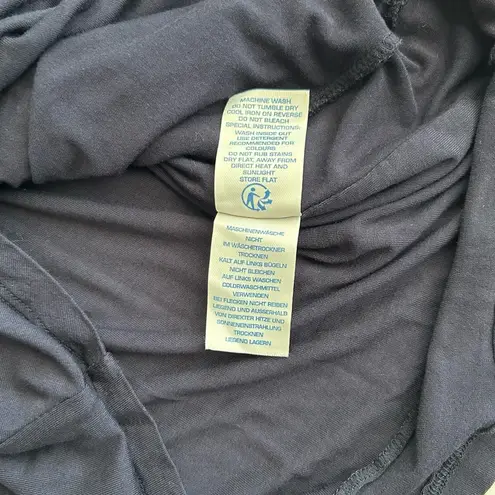 MACHINE WASH
DO NOT TUMBLE DRY
COOL IRON ON REVERSE
DO NOT BLEACH
SPECIAL INSTRUCTIONS:
WASH INSIDE OUT
USE DETERGENT
RECOMMENDED FOR
COLOURS
DO NOT RUB STAINS
DRY FLAT, AWAY FROM
DIRECT HEAT AND
SUNLIGHT
STORE FLAT
MASCHINENWÄSCHE
NICHT
IM WÄSCHETROCKNER
TROCKNEN
KALT AUF LINKS BÜGELN
NICHT BLEICHEN
AUF LINKS WASCHEN
COLORWASCHMITTEL
VERWENDEN
BEI FLECKEN NICHT REIBEN
LIEGEND UND AUSSERHALB
VON DIREKTER HITZE UND
SONNENEINSTRAHLUNG
TROCKNEN
LIEGEND LAGERN